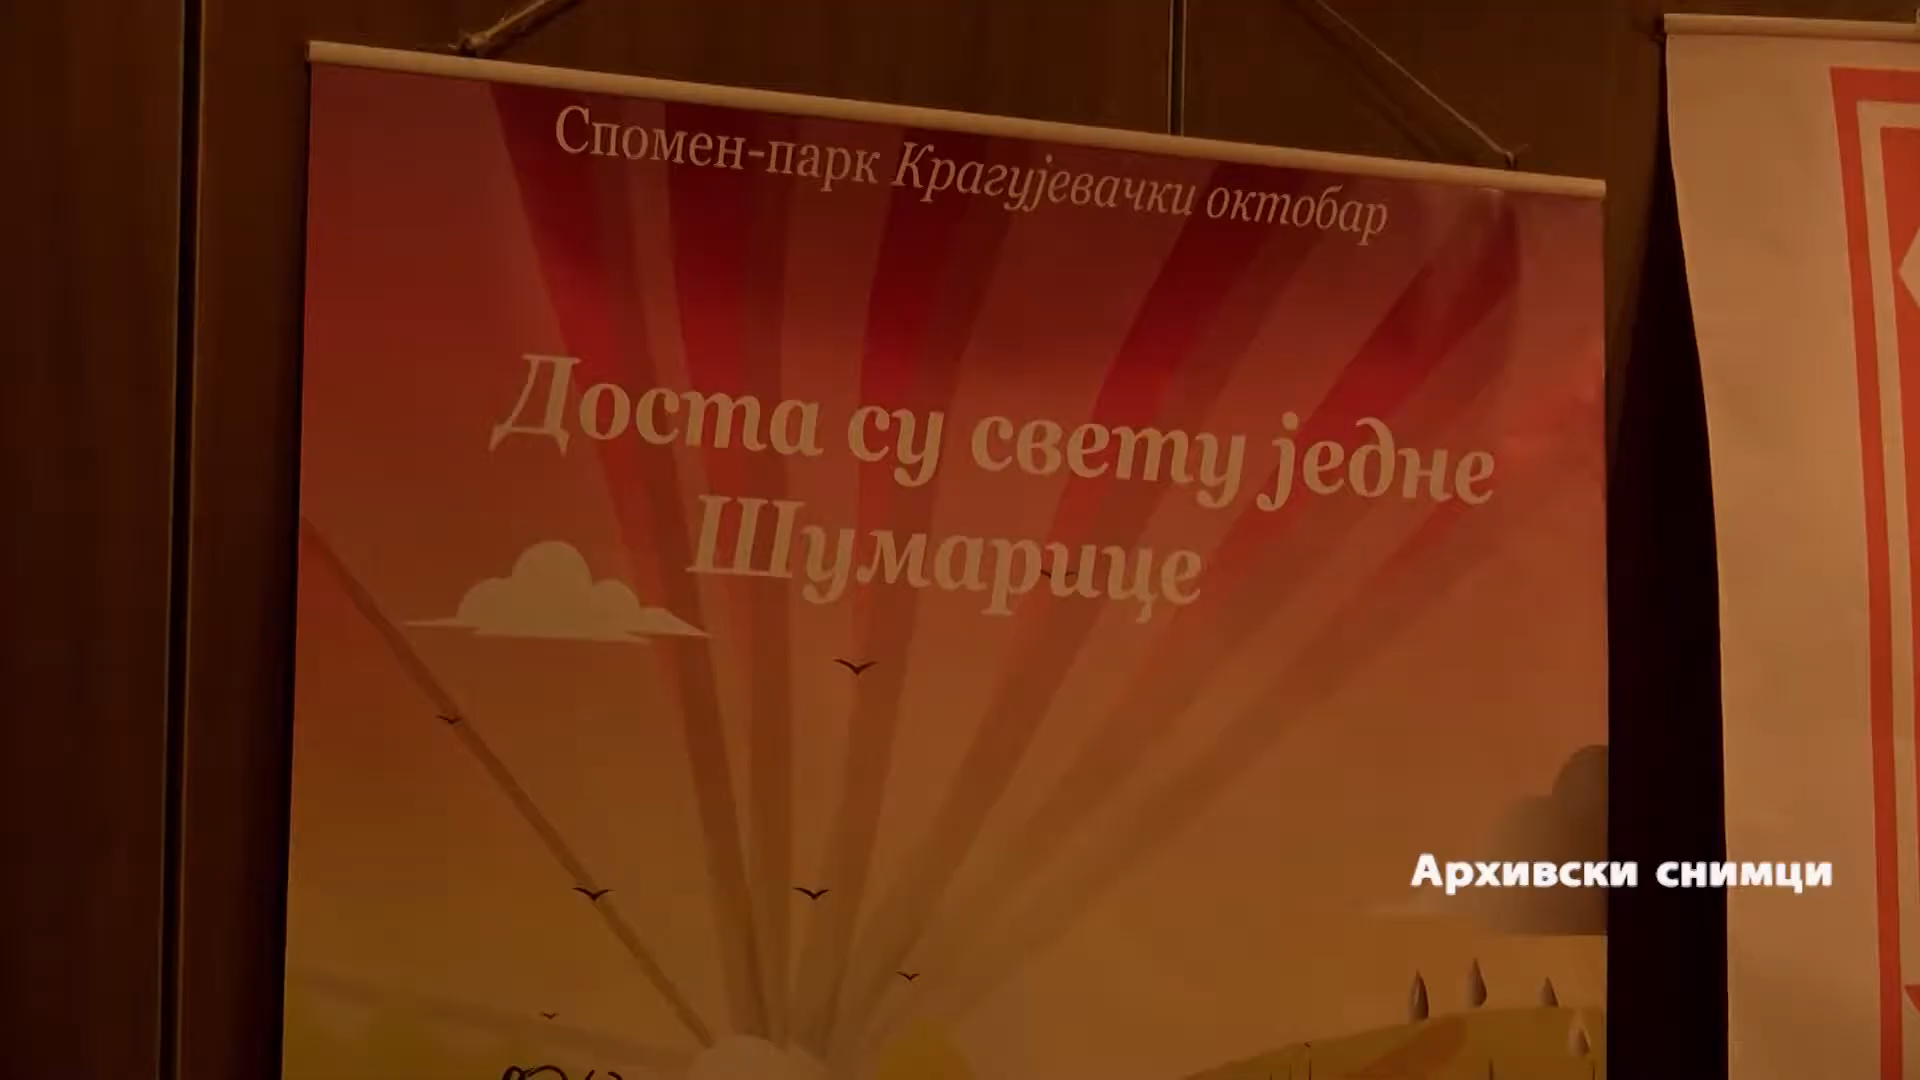 Спомен-парк Крагујевачки октобар
Доста су свету једне
Шумарице
Архивски снимци